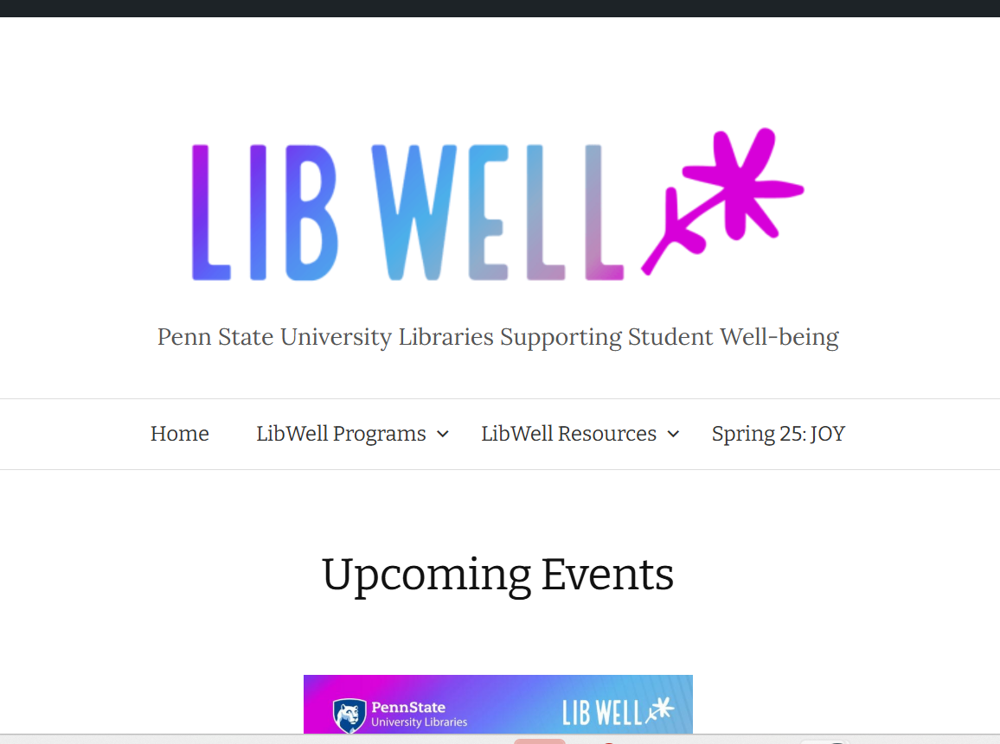 LIB WELL
Penn State University Libraries Supporting Student Well-being
Home LibWell Programs LibWell Resources Spring 25: JOY
Upcoming Events
PennState
University Libraries
LIB WELL